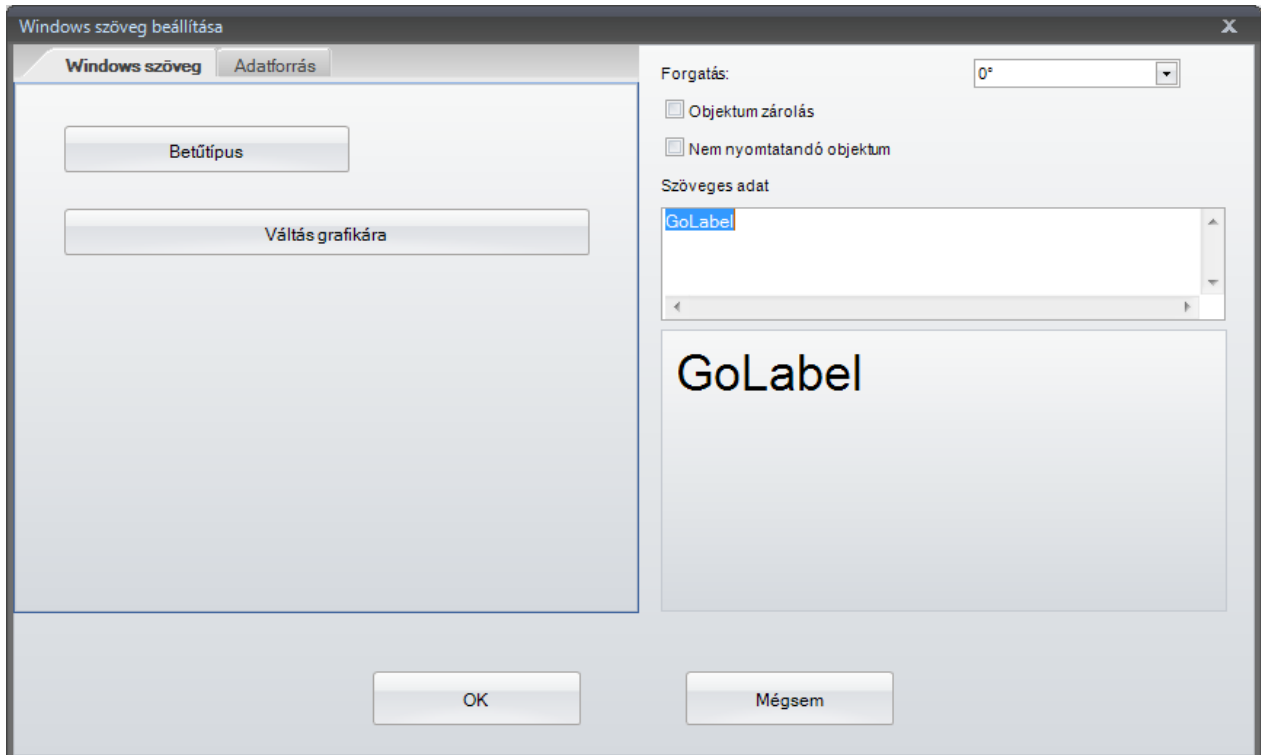 Windows szöveg beállítása
X
Windows szöveg
Adatforrás
Betűtípus
Váltás grafikára
Forgatás:
0°
Objektum zárolás
Nem nyomtatandó objektum
Szöveges adat
GoLabel
GoLabel
OK
Mégsem